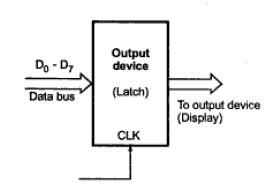 D₀ - D₇
Data bus
Output
device
(Latch)
CLK
To output device
(Display)